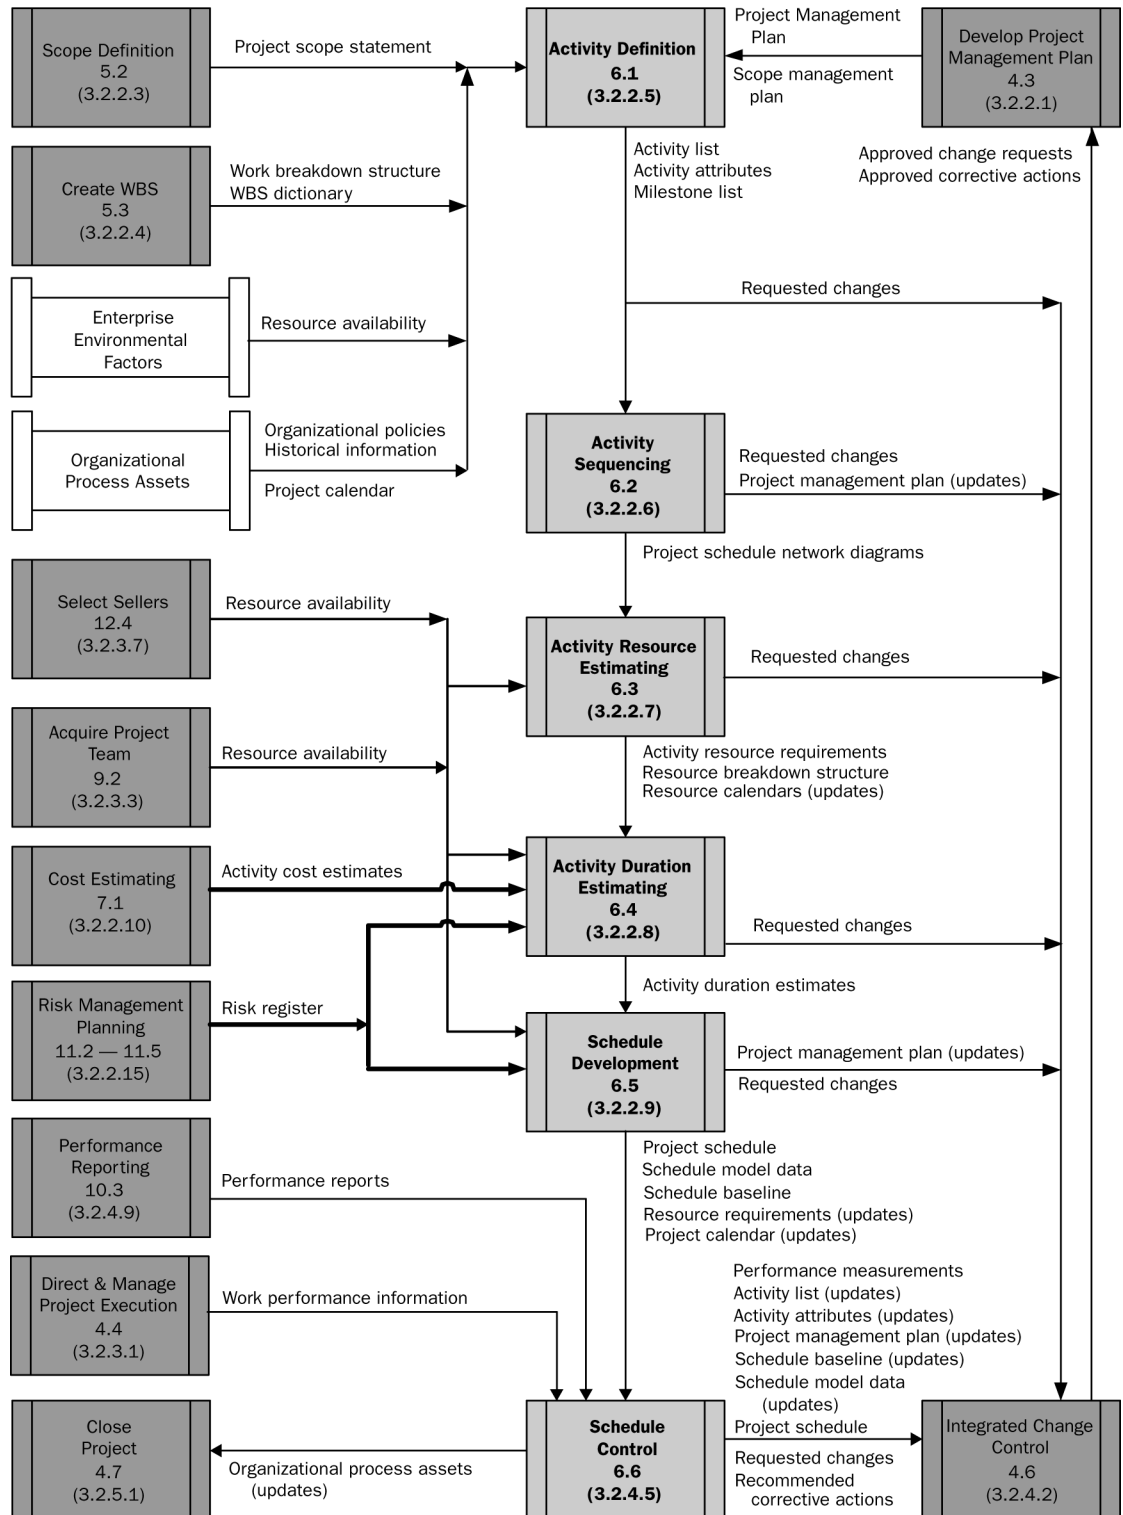 Scope Definition
5.2
(3.2.2.3)
Project scope statement
Activity Definition
6.1
(3.2.2.5)
Project Management
Plan
Scope management
plan
Develop Project
Management Plan
4.3
(3.2.2.1)
Create WBS
5.3
(3.2.2.4)
Work breakdown structure
WBS dictionary
Activity list
Activity attributes
Milestone list
Approved change requests
Approved corrective actions
Enterprise
Environmental
Factors
Resource availability
Requested changes
Organizational
Process Assets
Organizational policies
Historical information
Project calendar
Activity
Sequencing
6.2
(3.2.2.6)
Requested changes
Project management plan (updates)
Project schedule network diagrams
Select Sellers
12.4
(3.2.3.7)
Resource availability
Activity Resource
Estimating
6.3
(3.2.2.7)
Requested changes
Acquire Project
Team
9.2
(3.2.3.3)
Resource availability
Activity resource requirements
Resource breakdown structure
Resource calendars (updates)
Cost Estimating
7.1
(3.2.2.10)
Activity cost estimates
Activity Duration
Estimating
6.4
(3.2.2.8)
Requested changes
Activity duration estimates
Risk Management
Planning
11.2 — 11.5
(3.2.2.15)
Risk register
Schedule
Development
6.5
(3.2.2.9)
Project management plan (updates)
Requested changes
Performance
Reporting
10.3
(3.2.4.9)
Performance reports
Project schedule
Schedule model data
Schedule baseline
Resource requirements (updates)
Project calendar (updates)
Direct & Manage
Project Execution
4.4
(3.2.3.1)
Work performance information
Performance measurements
Activity list (updates)
Activity attributes (updates)
Project management plan (updates)
Schedule baseline (updates)
Schedule model data
(updates)
Project schedule
Requested changes
Recommended
corrective actions
Close
Project
4.7
(3.2.5.1)
Organizational process assets
(updates)
Schedule
Control
6.6
(3.2.4.5)
Integrated Change
Control
4.6
(3.2.4.2)